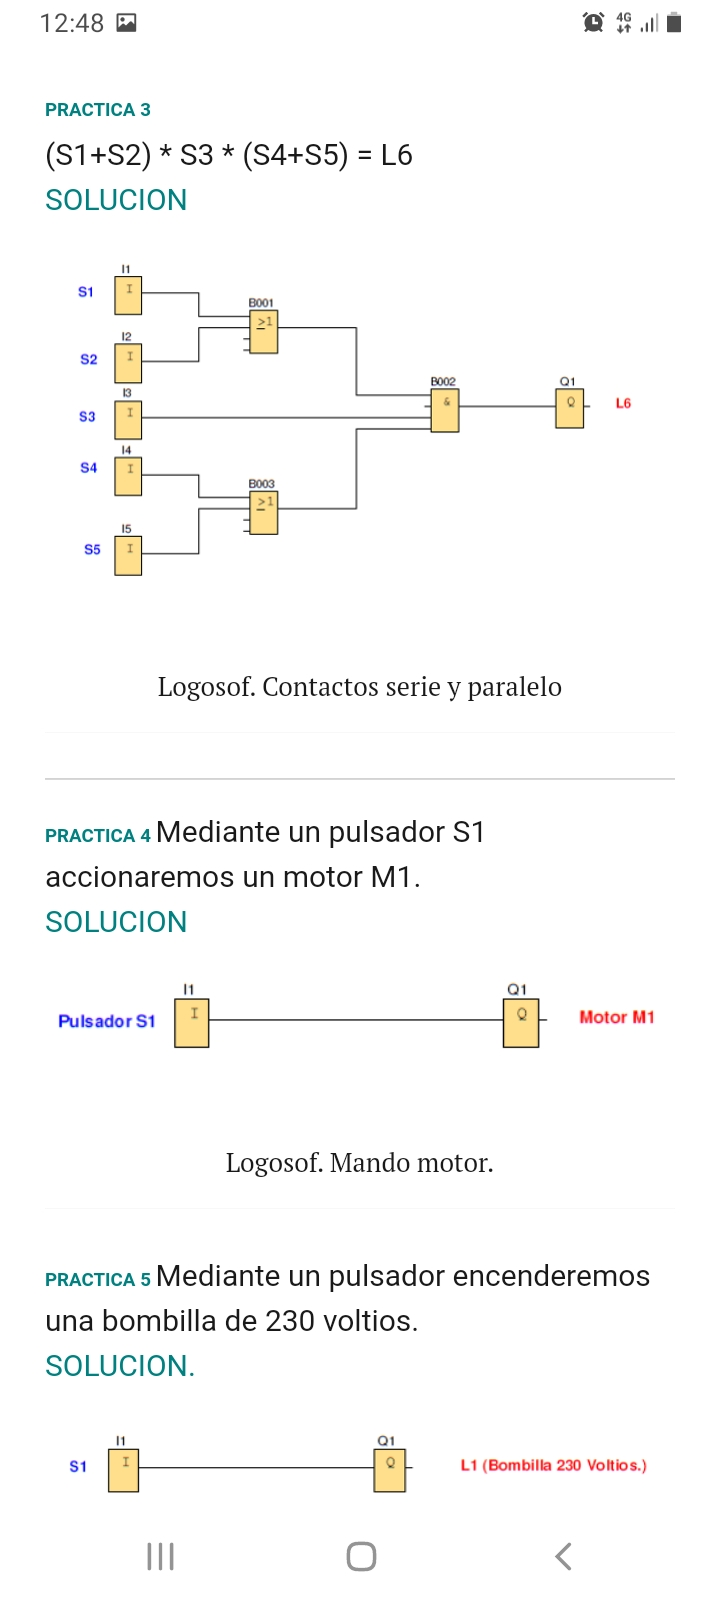 12:48
4G
PRACTICA 3
(S1+S2) * S3 * (S4+S5) = L6
SOLUCION
I1
S1 I
B001
≥1
I2
S2 I
B002
&
Q1
Q L6
I3
S3 I
I4
S4 I
B003
≥1
I5
S5 I
Logosof. Contactos serie y paralelo
PRACTICA 4 Mediante un pulsador S1
accionaremos un motor M1.
SOLUCION
I1 Q1
Pulsador S1 I Q Motor M1
Logosof. Mando motor.
PRACTICA 5 Mediante un pulsador encenderemos
una bombilla de 230 voltios.
SOLUCION.
I1 Q1
S1 I Q L1 (Bombilla 230 Voltios.)